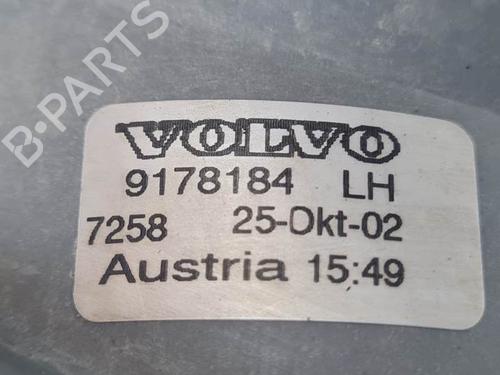 B-PARTS
VOLVO
9178184 LH
7258 25-Okt-02
Austria 15:49